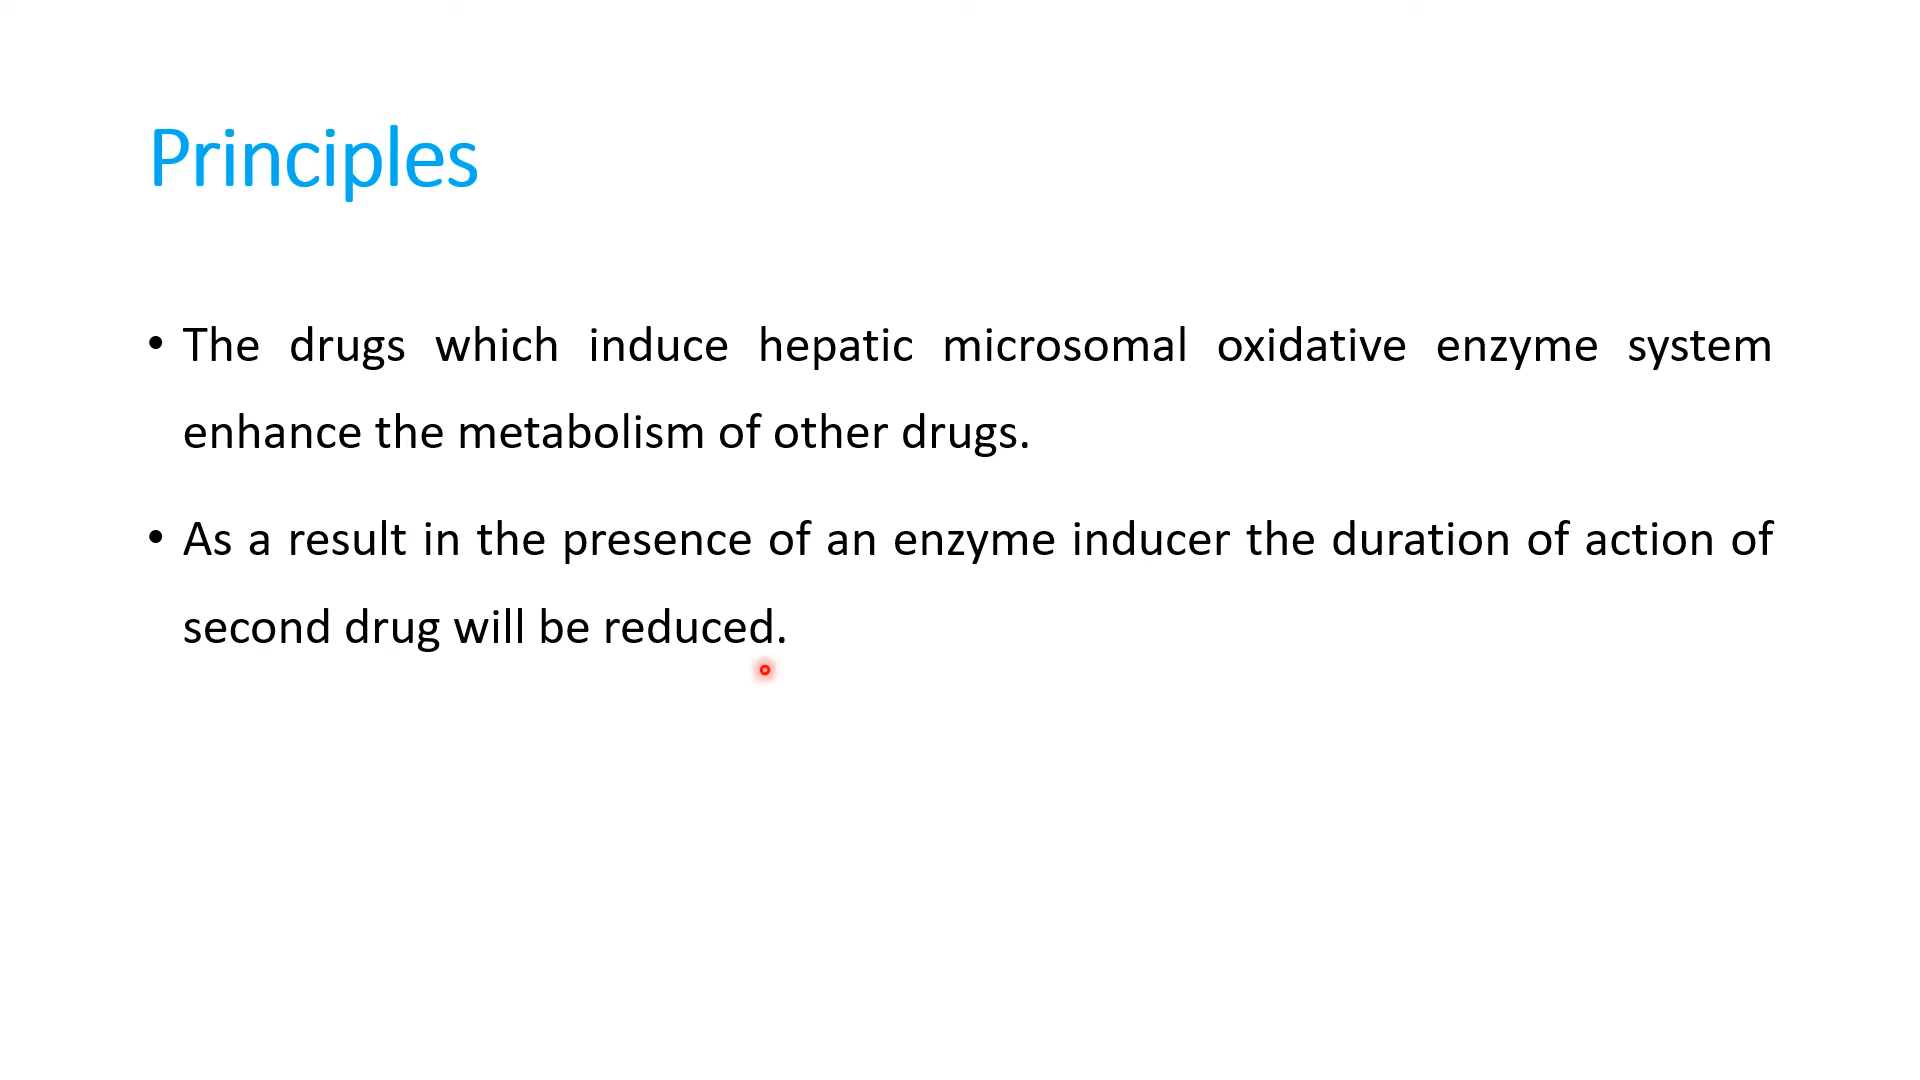 Principles
• The drugs which induce hepatic microsomal oxidative enzyme system
enhance the metabolism of other drugs.
• As a result in the presence of an enzyme inducer the duration of action of
second drug will be reduced.